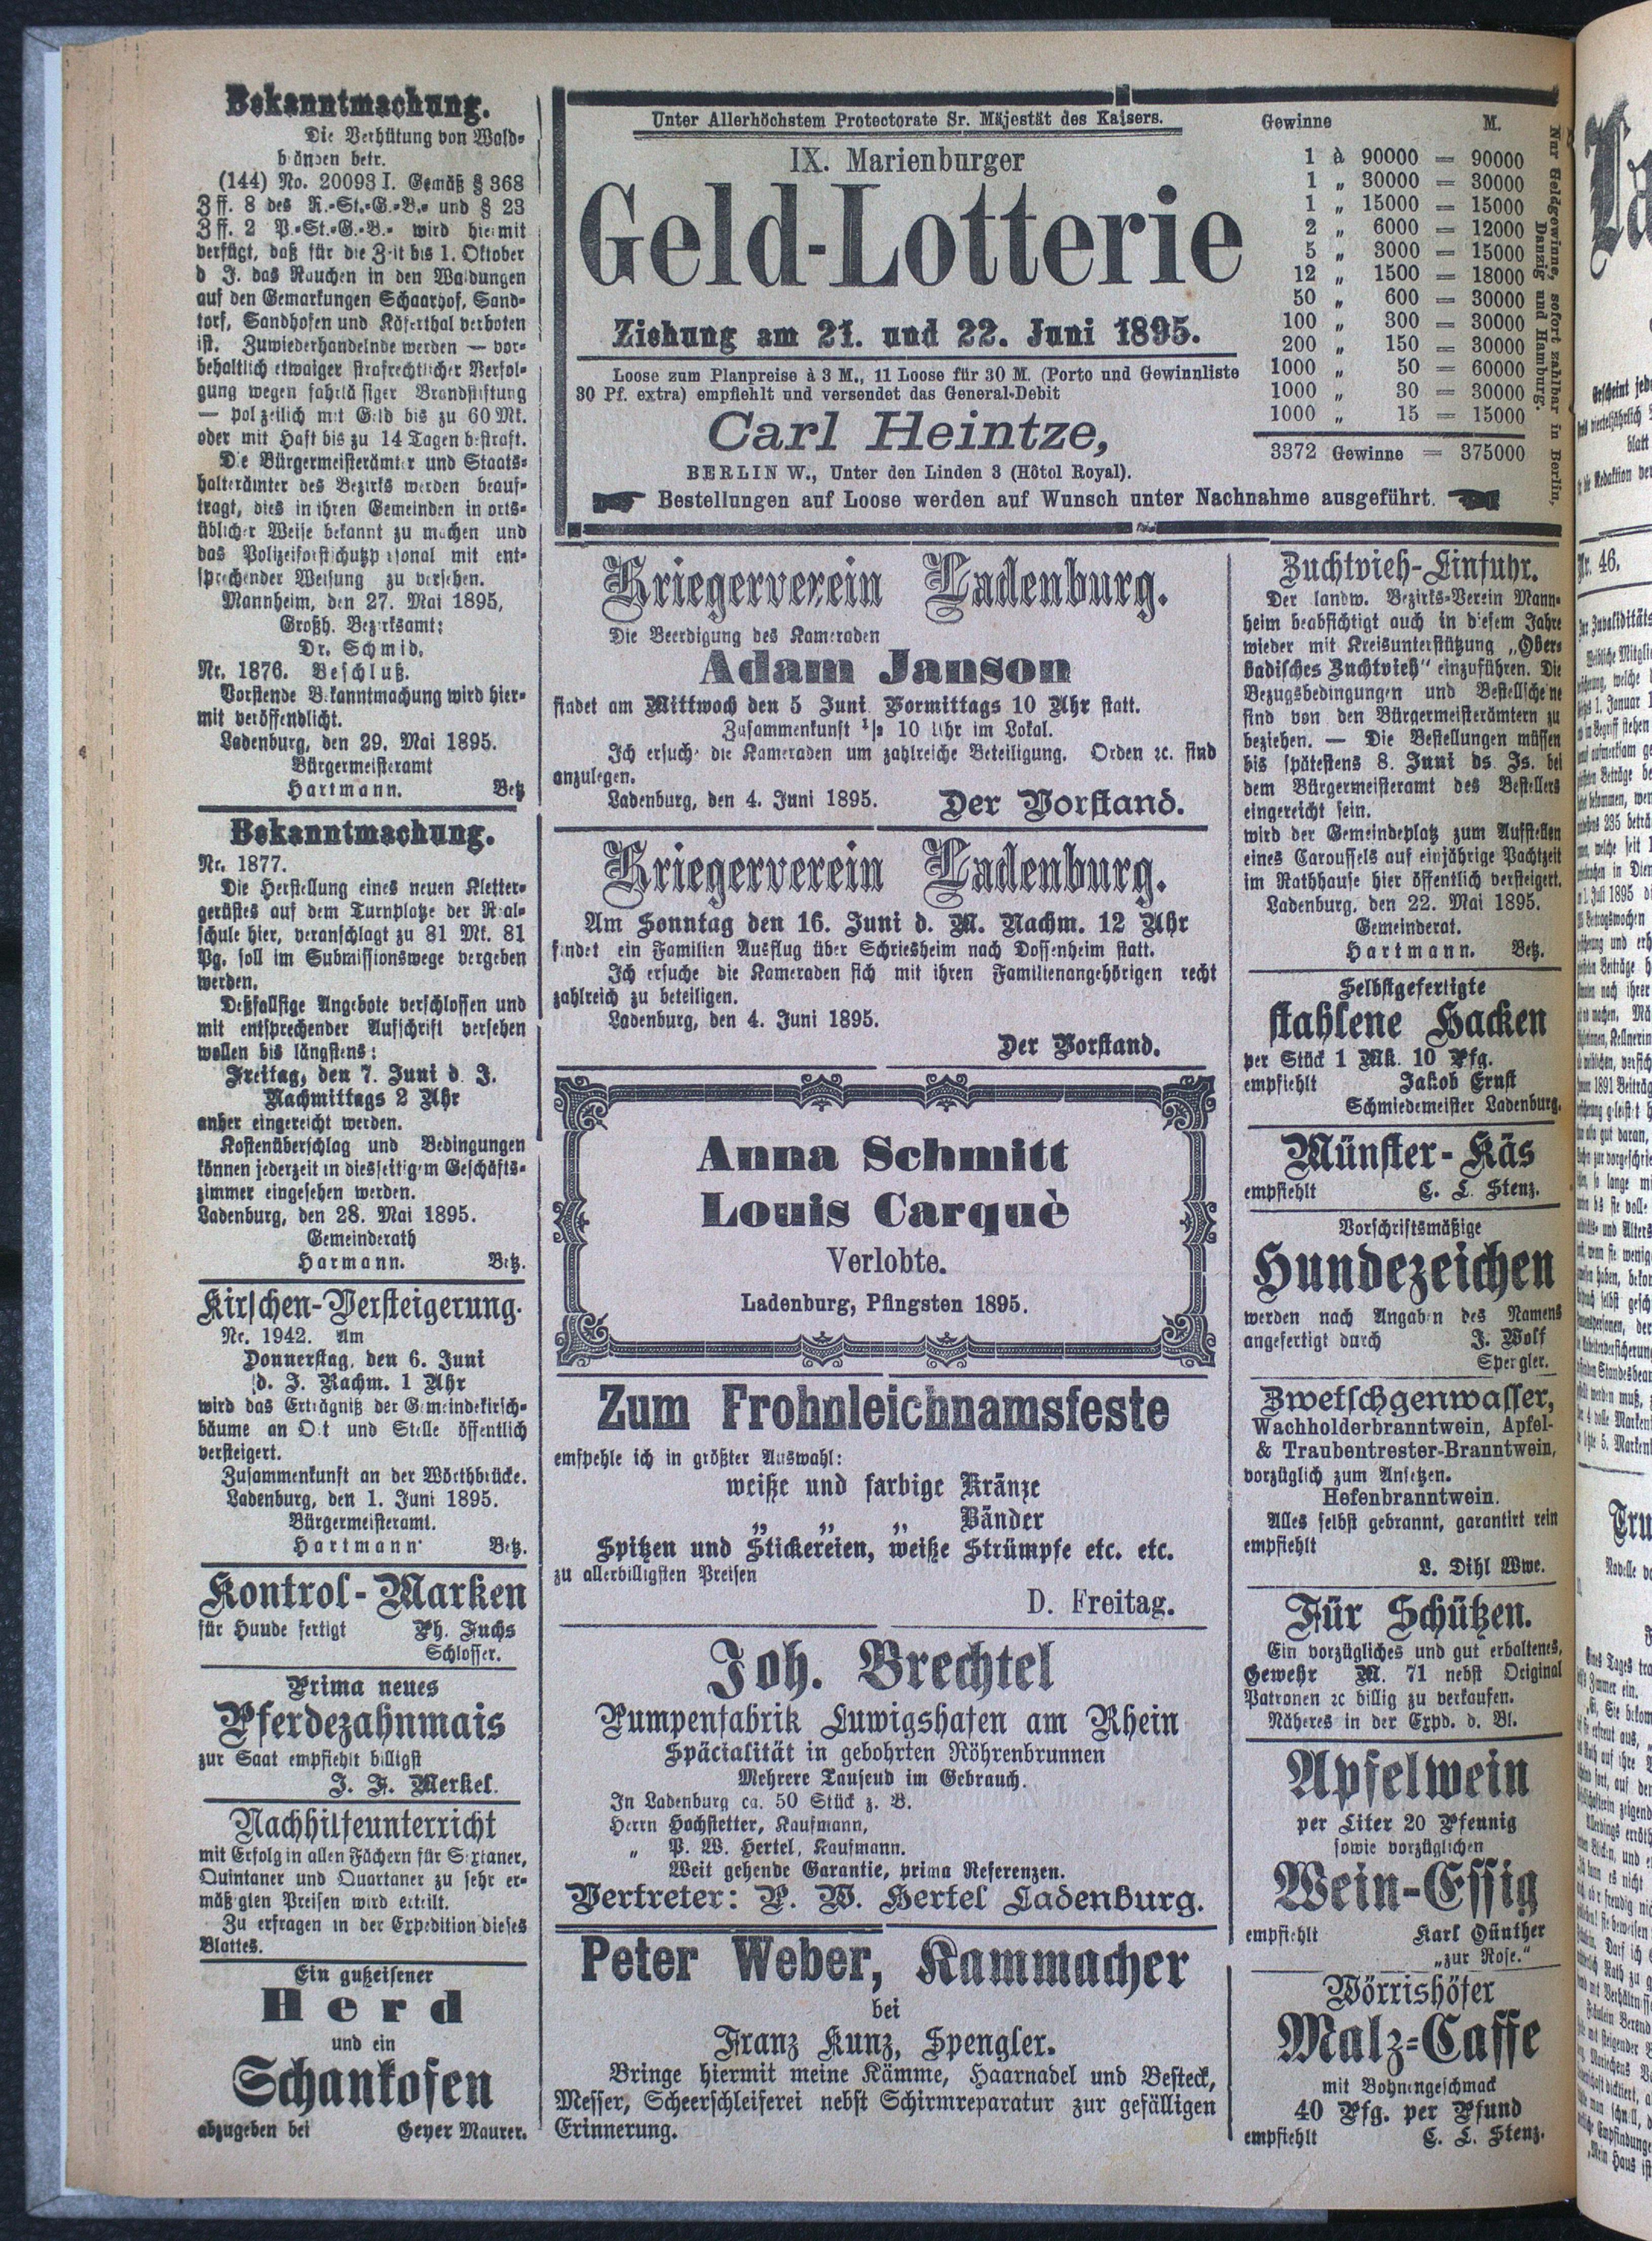 Bekanntmachung.
Die Verhütung von Wald-
bränden betr.
(144) No. 20093 I. Gemäß § 368
Ziff. 8 des R.-St.-G.-B.- und § 23
Ziff. 2 P.-St.-G.-B.- wird hiermit
verfügt, daß für die Zeit bis 1. Oktober
d J. das Rauchen in den Waldungen
auf den Gemarkungen Schaarhof, Sand-
torf, Sandhofen und Käferthal verboten
ist. Zuwiederhandelnde werden — vor-
behaltlich etwaiger strafrechtlicher Verfol-
gung wegen fahrlässiger Brandstiftung
— polizeilich mit Geld bis zu 60 Mk.
oder mit Haft bis zu 14 Tagen bestraft.
Die Bürgermeisterämter und Staats-
halterämter des Bezirks werden beauf-
tragt, dies in ihren Gemeinden in orts-
üblicher Weise bekannt zu machen und
das Polizeiforstschutzpersonal mit ent-
sprechender Weisung zu versehen.
Mannheim, den 27. Mai 1895,
Großh. Bezirksamt:
Dr. Schmid.
Nr. 1876. Beschluß.
Vorstende Bekanntmachung wird hier-
mit veröffendlicht.
Ladenburg, den 29. Mai 1895.
Bürgermeisteramt
Hartmann. Betz
Bekanntmachung.
Nr. 1877.
Die Herstellung eines neuen Kletter-
gerüstes auf dem Turnplatze der Real-
schule hier, veranschlagt zu 81 Mk. 81
Pg. soll im Submissionswege vergeben
werden.
Deßfallsige Angebote verschlossen und
mit entsprechender Aufschrift versehen
wollen bis längstens:
Freitag, den 7. Juni d. J.
Nachmittags 2 Uhr
anher eingereicht werden.
Kostenüberschlag und Bedingungen
können jederzeit in diesseitigem Geschäfts-
zimmer eingesehen werden.
Ladenburg, den 28. Mai 1895.
Gemeinderath
Harmann. Betz.
Kirschen-Versteigerung.
Nr. 1942. Am
Donnerstag, den 6. Juni
d. J. Nachm. 1 Uhr
wird das Erträgniß der Gemeindekirsch-
bäume an Ort und Stelle öffentlich
versteigert.
Zusammenkunft an der Wörthbrücke.
Ladenburg, den 1. Juni 1895.
Bürgermeisteramt.
Hartmann Betz.
Kontrol-Marken
für Hunde fertigt Ph. Fuchs
Schlosser.
Prima neues
Pferdezahnmais
zur Saat empfiehlt billigst
J. F. Merkel.
Nachhilfeunterricht
mit Erfolg in allen Fächern für Sextaner,
Quintaner und Quartaner zu sehr er-
mäßigten Preisen wird erteilt.
Zu erfragen in der Expedition dieses
Blattes.
Ein gußeisener
Herd
und ein
Schankofen
abzugeben bei Geyer Maurer.
Unter Allerhöchstem Protectorate Sr. Mäjestät des Kaisers.
IX. Marienburger
Geld-Lotterie
Ziehung am 21. und 22. Juni 1895.
Loose zum Planpreise à 3 M., 11 Loose für 30 M. (Porto und Gewinnliste
30 Pf. extra) empfiehlt und versendet das General-Debit
Carl Heintze,
BERLIN W., Unter den Linden 3 (Hôtol Royal).
Bestellungen auf Loose werden auf Wunsch unter Nachnahme ausgeführt.
Gewinne M.
1 à 90000 = 90000
1 „ 30000 = 30000
1 „ 15000 = 15000
2 „ 6000 = 12000
5 „ 3000 = 15000
12 „ 1500 = 18000
50 „ 600 = 30000
100 „ 300 = 30000
200 „ 150 = 30000
1000 „ 50 = 60000
1000 „ 30 = 30000
1000 „ 15 = 15000
3372 Gewinne = 375000
Nur Geldgewinne, sofort zahlbar in Berlin,
Danzig und Hamburg.
Kriegerverein Ladenburg.
Die Beerdigung des Kameraden
Adam Janson
findet am Mittwoch den 5 Juni Vormittags 10 Uhr statt.
Zusammenkunft 1/2 10 Uhr im Lokal.
Ich ersuche die Kameraden um zahlreiche Beteiligung. Orden ꝛc. sind
anzulegen.
Ladenburg, den 4. Juni 1895. Der Vorstand.
Kriegerverein Ladenburg.
Am Sonntag den 16. Juni d. M. Nachm. 12 Uhr
findet ein Familien Ausflug über Schriesheim nach Dossenheim statt.
Ich ersuche die Kameraden sich mit ihren Familienangehörigen recht
zahlreich zu beteiligen.
Ladenburg, den 4. Juni 1895.
Der Vorstand.
Anna Schmitt
Louis Carquè
Verlobte.
Ladenburg, Pfingsten 1895.
Zum Frohnleichnamsfeste
emfpehle ich in größter Auswahl:
weiße und farbige Kränze
„ „ „ Bänder
Spitzen und Stickereien, weiße Strümpfe etc. etc.
zu allerbilligsten Preisen
D. Freitag.
Joh. Brechtel
Pumpenfabrik Luwigshafen am Rhein
Späcialität in gebohrten Röhrenbrunnen
Mehrere Tausend im Gebrauch.
In Ladenburg ca. 50 Stück z. B.
Herrn Hochstetter, Kaufmann,
„ P. W. Hertel, Kaufmann.
Weit gehende Garantie, prima Referenzen.
Vertreter: P. W. Hertel Ladenburg.
Peter Weber, Kammacher
bei
Franz Kunz, Spengler.
Bringe hiermit meine Kämme, Haarnadel und Besteck,
Messer, Scheerschleiferei nebst Schirmreparatur zur gefälligen
Erinnerung.
Zuchtvieh-Einfuhr.
Der landw. Bezirks-Verein Mann-
heim beabsichtigt auch in diesem Jahre
wieder mit Kreisunterstützung „Ober-
badisches Zuchtvieh" einzuführen. Die
Bezugsbedingungen und Bestellscheine
sind von den Bürgermeisterämtern zu
beziehen. — Die Bestellungen müssen
bis spätestens 8. Juni ds. Js. bei
dem Bürgermeisteramt des Bestellers
eingereicht sein.
wird der Gemeindeplatz zum Aufstellen
eines Caroussels auf einjährige Pachtzeit
im Rathhause hier öffentlich versteigert.
Ladenburg, den 22. Mai 1895.
Gemeinderat.
Hartmann. Betz.
Selbstgefertigte
stahlene Hacken
per Stück 1 Mk. 10 Pfg.
empfiehlt Jakob Ernst
Schmiedemeister Ladenburg.
Münster-Käs
empfiehlt C. L. Stenz.
Vorschriftsmäßige
Hundezeichen
werden nach Angaben des Namens
angefertigt durch J. Wolf
Spengler.
Zwetschgenwasser,
Wachholderbranntwein, Apfel-
& Traubentrester-Branntwein,
vorzüglich zum Ansetzen.
Hefenbranntwein.
Alles selbst gebrannt, garantirt rein
empfiehlt
L. Dihl Wwe.
Für Schützen.
Ein vorzügliches und gut erhaltenes,
Gewehr M. 71 nebst Original
Patronen ꝛc billig zu verkaufen.
Näheres in der Expd. d. Bl.
Apfelwein
per Liter 20 Pfennig
sowie vorzüglichen
Wein-Essig
empfiehlt Karl Günther
„zur Rose."
Wörrishöfer
Malz-Caffe
mit Bohnengeschmack
40 Pfg. per Pfund
empfiehlt C. L. Stenz.
Nr. 46.